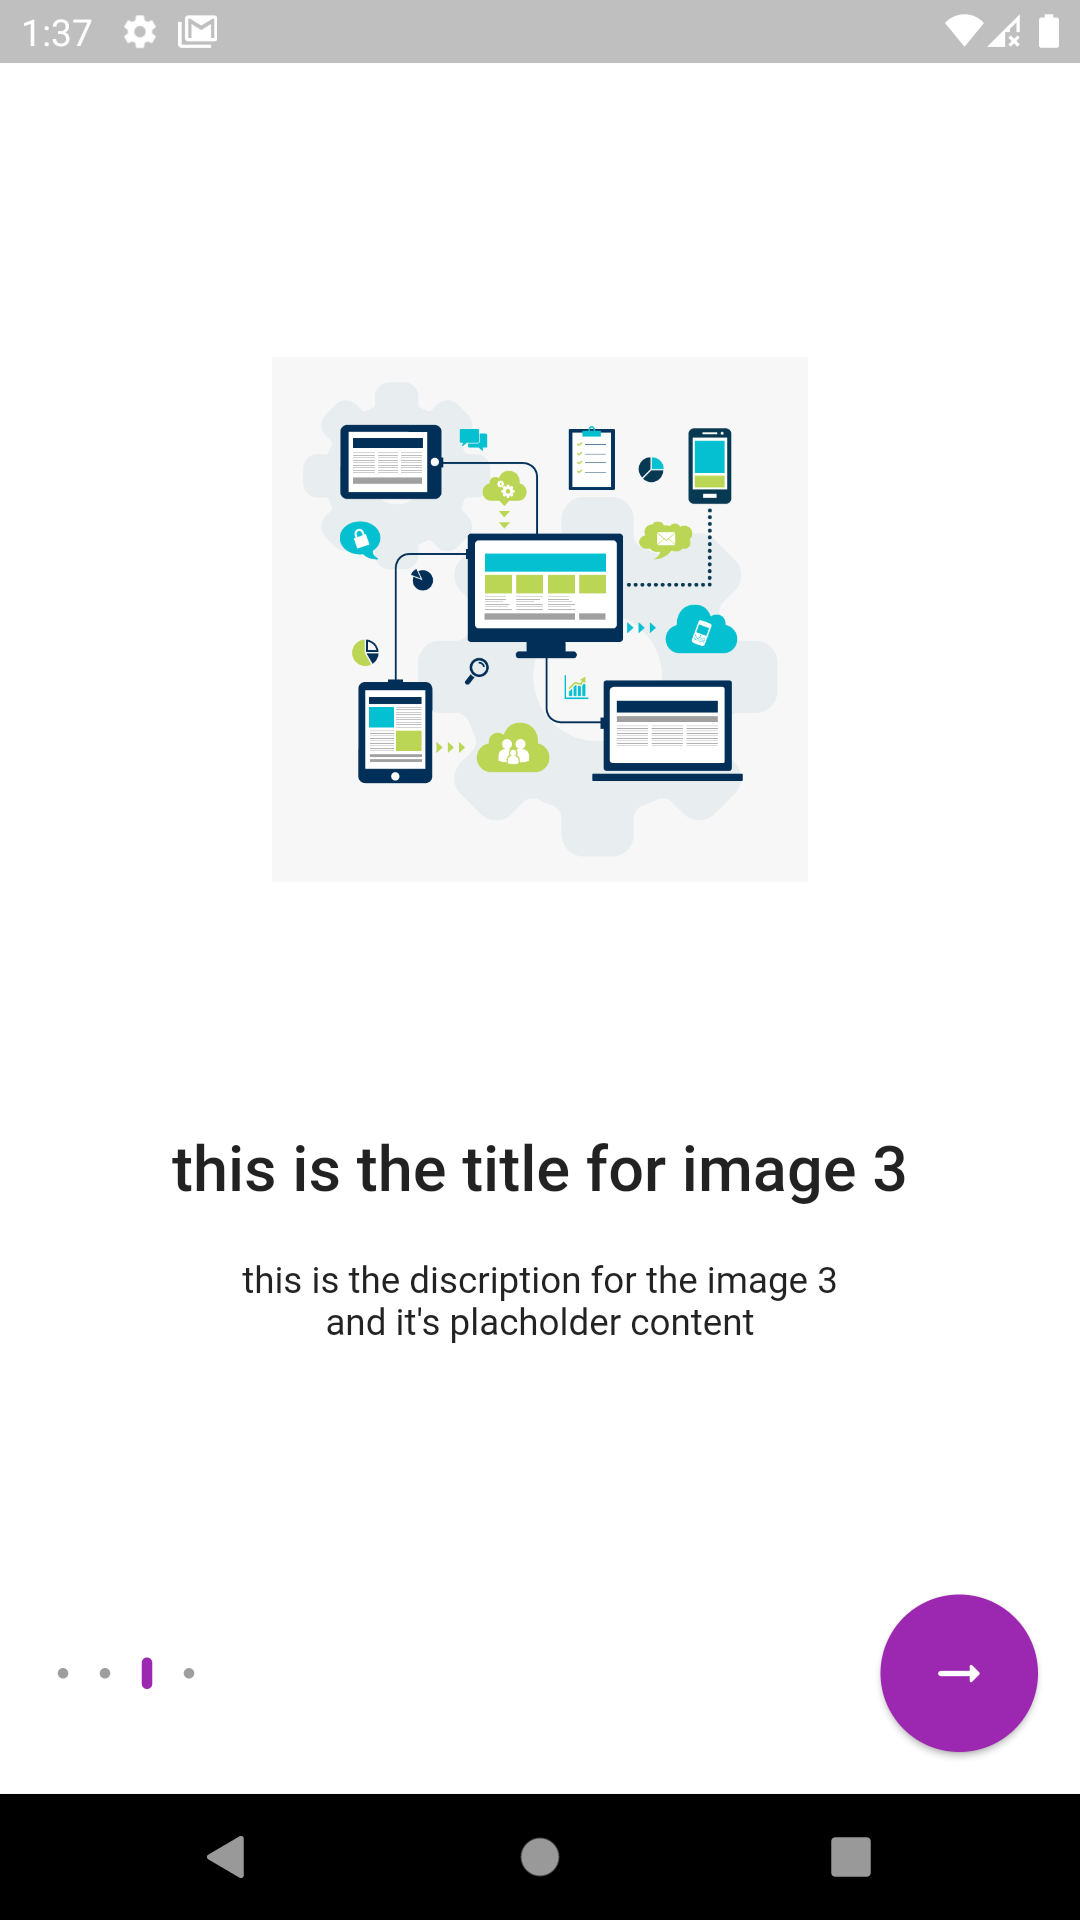 1:37
this is the title for image 3
this is the discription for the image 3
and it's placholder content